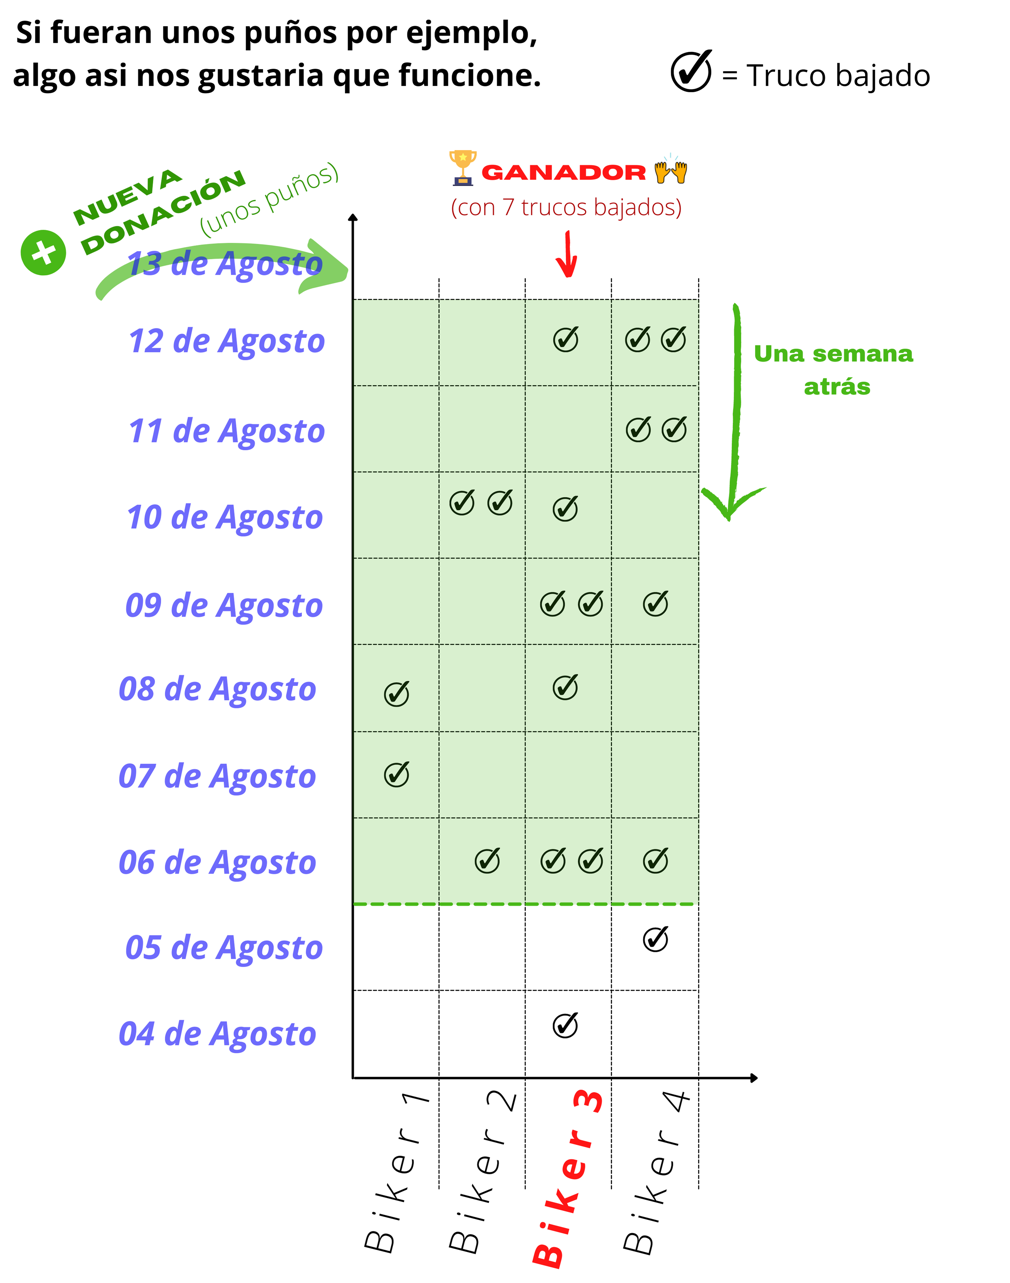 Si fueran unos puños por ejemplo,
algo asi nos gustaria que funcione.
= Truco bajado
NUEVA
DONACIÓN
(unos puños)
GANADOR
(con 7 trucos bajados)
13 de Agosto
12 de Agosto
Una semana
atrás
11 de Agosto
10 de Agosto
09 de Agosto
08 de Agosto
07 de Agosto
06 de Agosto
05 de Agosto
04 de Agosto
Biker 1
Biker 2
Biker 3
Biker 4